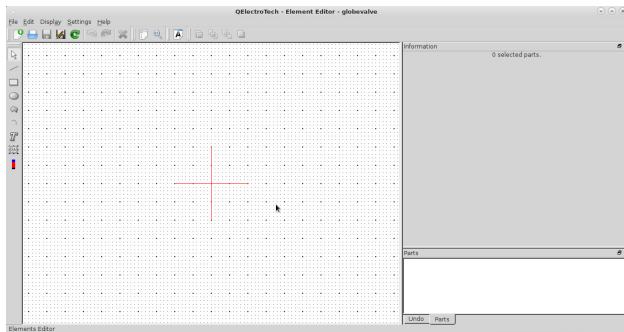 QElectroTech - Element Editor - globevalve
File Edit Display Settings Help
Information
0 selected parts.
Parts
Undo Parts
Elements Editor